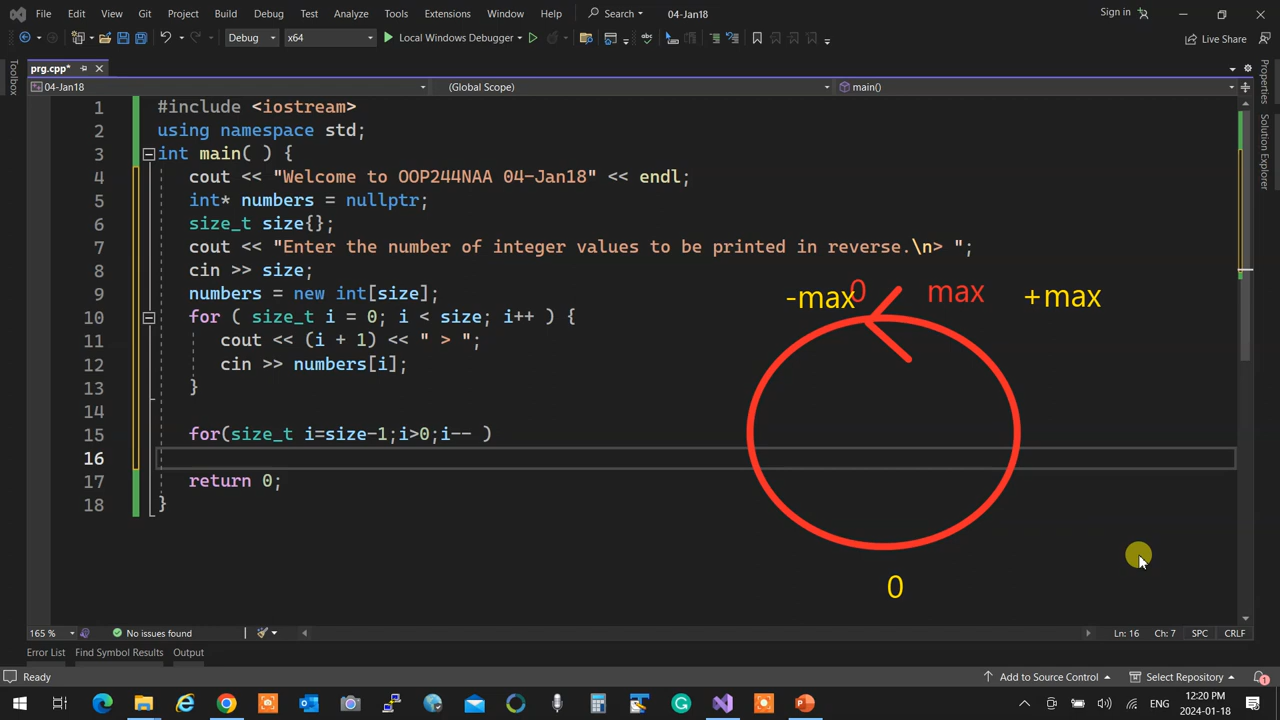 File Edit View Git Project Build Debug Test Analyze Tools Extensions Window Help Search 04-Jan18 Sign in
Debug x64 Local Windows Debugger Live Share
Toolbox
prg.cpp*
04-Jan18 (Global Scope) main()
1 #include <iostream>
2 using namespace std;
3 int main( ) {
4 cout << "Welcome to OOP244NAA 04-Jan18" << endl;
5 int* numbers = nullptr;
6 size_t size{};
7 cout << "Enter the number of integer values to be printed in reverse.\n> ";
8 cin >> size;
9 numbers = new int[size];
10 for ( size_t i = 0; i < size; i++ ) {
11 cout << (i + 1) << " > ";
12 cin >> numbers[i];
13 }
14
15 for(size_t i=size-1;i>0;i-- )
16
17 return 0;
18 }
-max 0 max +max
0
Properties
Solution Explorer
165 % No issues found Ln: 16 Ch: 7 SPC CRLF
Error List Find Symbol Results Output
Ready Add to Source Control Select Repository 1
ENG 12:20 PM
2024-01-18